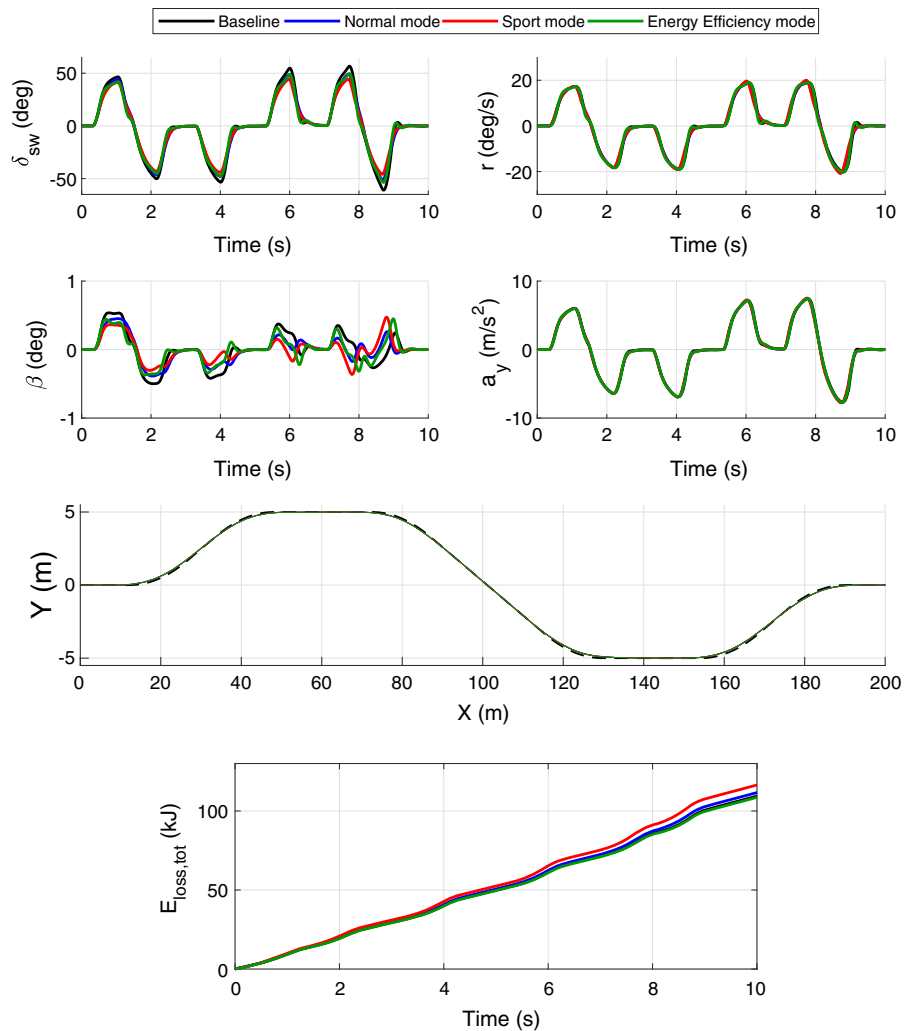 Baseline Normal mode Sport mode Energy Efficiency mode
δsw (deg)
50
0
-50
0 2 4 6 8 10
Time (s)
r (deg/s)
20
0
-20
0 2 4 6 8 10
Time (s)
β (deg)
1
0
-1
0 2 4 6 8 10
Time (s)
a_y (m/s²)
10
0
-10
0 2 4 6 8 10
Time (s)
Y (m)
5
0
-5
0 20 40 60 80 100 120 140 160 180 200
X (m)
E_loss,tot (kJ)
100
50
0
0 2 4 6 8 10
Time (s)